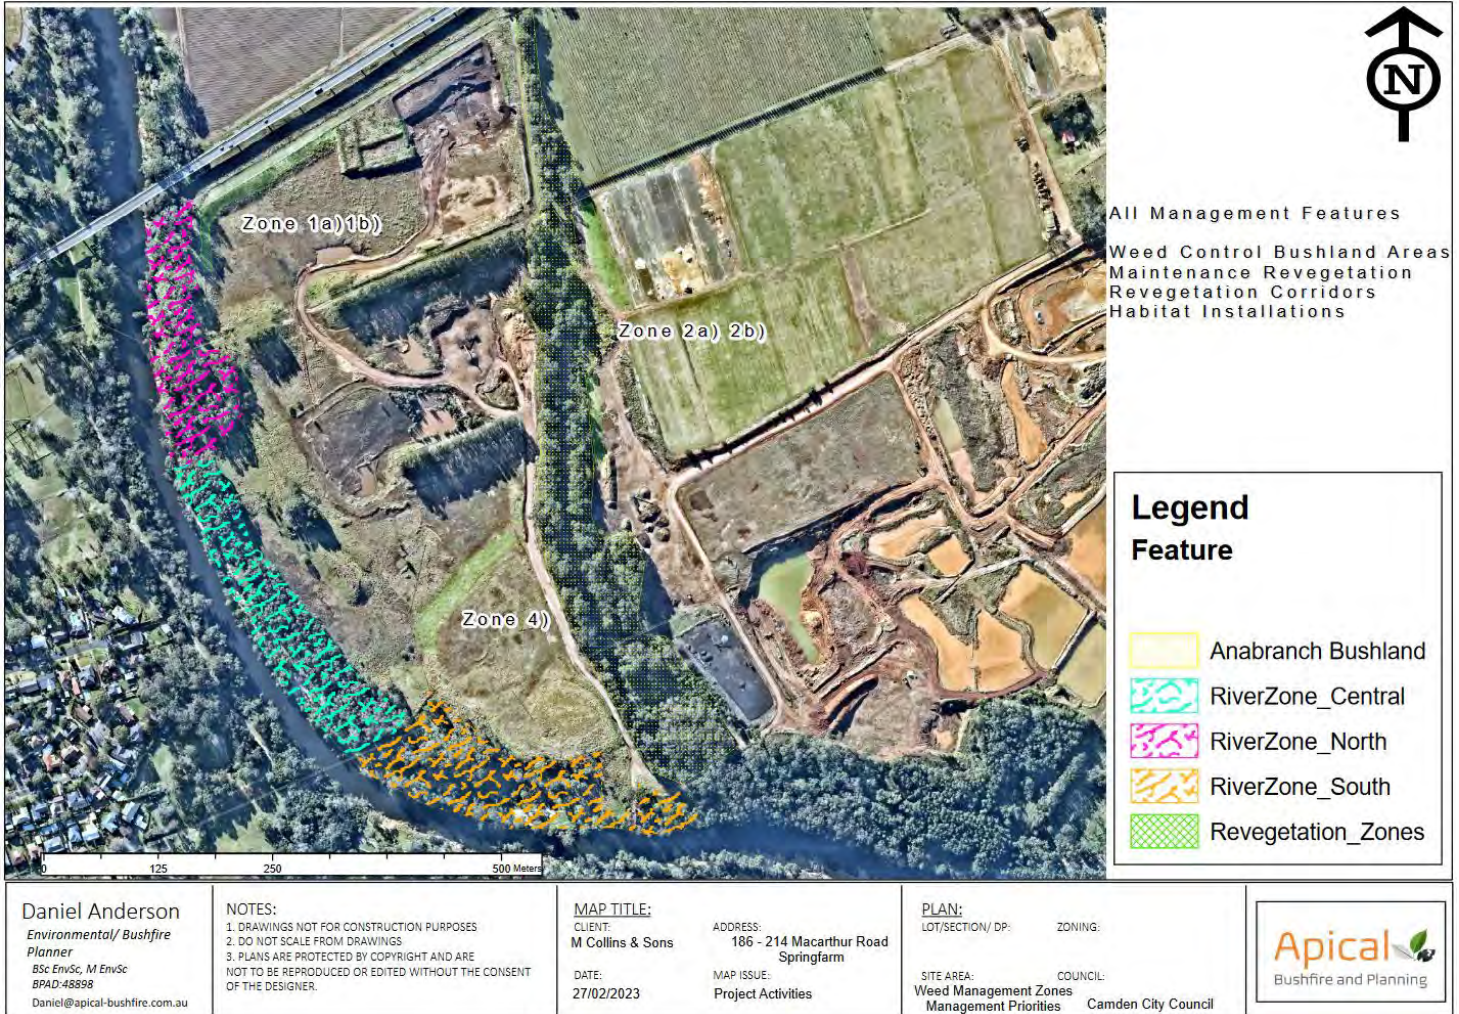 N
All Management Features
Weed Control Bushland Areas
Maintenance Revegetation
Revegetation Corridors
Habitat Installations
Zone 1a)1b)
Zone 2a) 2b)
Zone 4)
Legend
Feature
Anabranch Bushland
RiverZone_Central
RiverZone_North
RiverZone_South
Revegetation_Zones
0 125 250 500 Meters
Daniel Anderson
Environmental/ Bushfire
Planner
BSc EnvSc, M EnvSc
BPAD:48898
Daniel@apical-bushfire.com.au
NOTES:
1. DRAWINGS NOT FOR CONSTRUCTION PURPOSES
2. DO NOT SCALE FROM DRAWINGS
3. PLANS ARE PROTECTED BY COPYRIGHT AND ARE
NOT TO BE REPRODUCED OR EDITED WITHOUT THE CONSENT
OF THE DESIGNER.
MAP TITLE:
CLIENT:
M Collins & Sons
ADDRESS:
186 - 214 Macarthur Road
Springfarm
DATE:
27/02/2023
MAP ISSUE:
Project Activities
PLAN:
LOT/SECTION/ DP:
ZONING:
SITE AREA:
Weed Management Zones
Management Priorities
COUNCIL:
Camden City Council
Apical
Bushfire and Planning